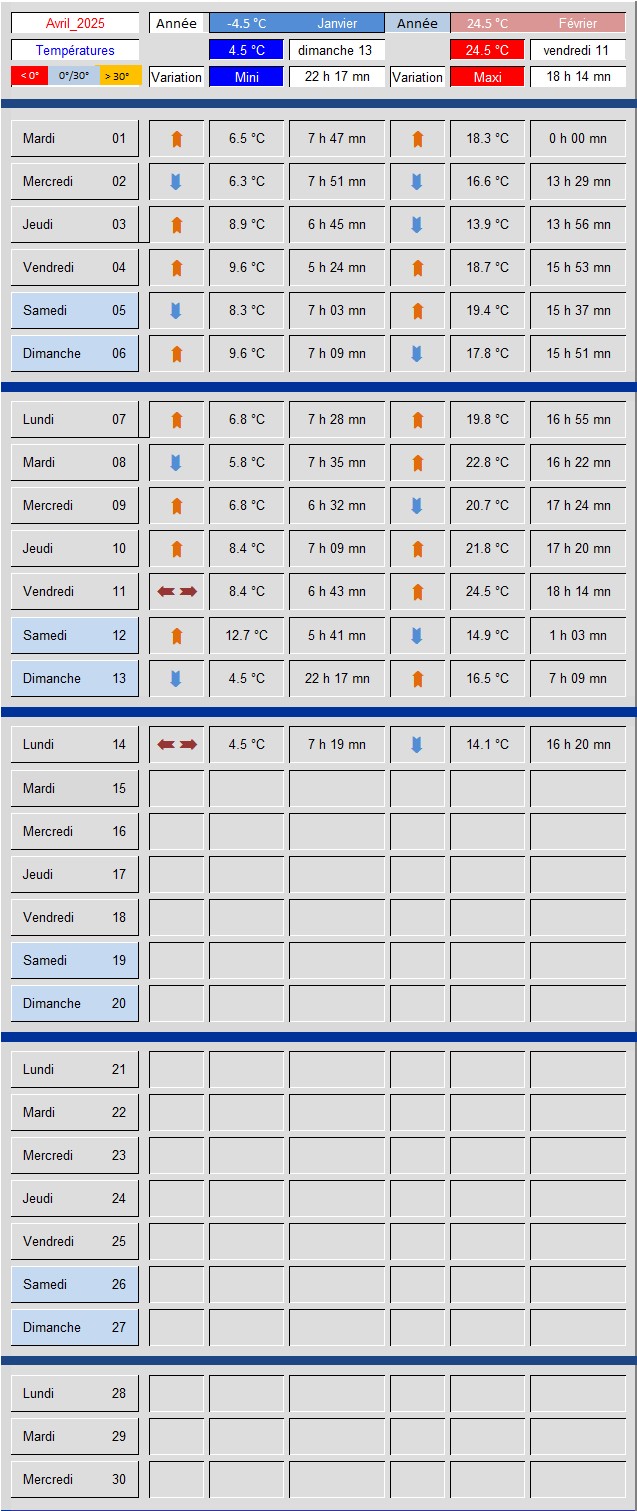 Avril_2025 Année -4.5 °C Janvier Année 24.5 °C Février
Températures 4.5 °C dimanche 13 24.5 °C vendredi 11
< 0° 0°/30° > 30° Variation Mini 22 h 17 mn Variation Maxi 18 h 14 mn
Mardi 01 6.5 °C 7 h 47 mn 18.3 °C 0 h 00 mn
Mercredi 02 6.3 °C 7 h 51 mn 16.6 °C 13 h 29 mn
Jeudi 03 8.9 °C 6 h 45 mn 13.9 °C 13 h 56 mn
Vendredi 04 9.6 °C 5 h 24 mn 18.7 °C 15 h 53 mn
Samedi 05 8.3 °C 7 h 03 mn 19.4 °C 15 h 37 mn
Dimanche 06 9.6 °C 7 h 09 mn 17.8 °C 15 h 51 mn
Lundi 07 6.8 °C 7 h 28 mn 19.8 °C 16 h 55 mn
Mardi 08 5.8 °C 7 h 35 mn 22.8 °C 16 h 22 mn
Mercredi 09 6.8 °C 6 h 32 mn 20.7 °C 17 h 24 mn
Jeudi 10 8.4 °C 7 h 09 mn 21.8 °C 17 h 20 mn
Vendredi 11 8.4 °C 6 h 43 mn 24.5 °C 18 h 14 mn
Samedi 12 12.7 °C 5 h 41 mn 14.9 °C 1 h 03 mn
Dimanche 13 4.5 °C 22 h 17 mn 16.5 °C 7 h 09 mn
Lundi 14 4.5 °C 7 h 19 mn 14.1 °C 16 h 20 mn
Mardi 15
Mercredi 16
Jeudi 17
Vendredi 18
Samedi 19
Dimanche 20
Lundi 21
Mardi 22
Mercredi 23
Jeudi 24
Vendredi 25
Samedi 26
Dimanche 27
Lundi 28
Mardi 29
Mercredi 30